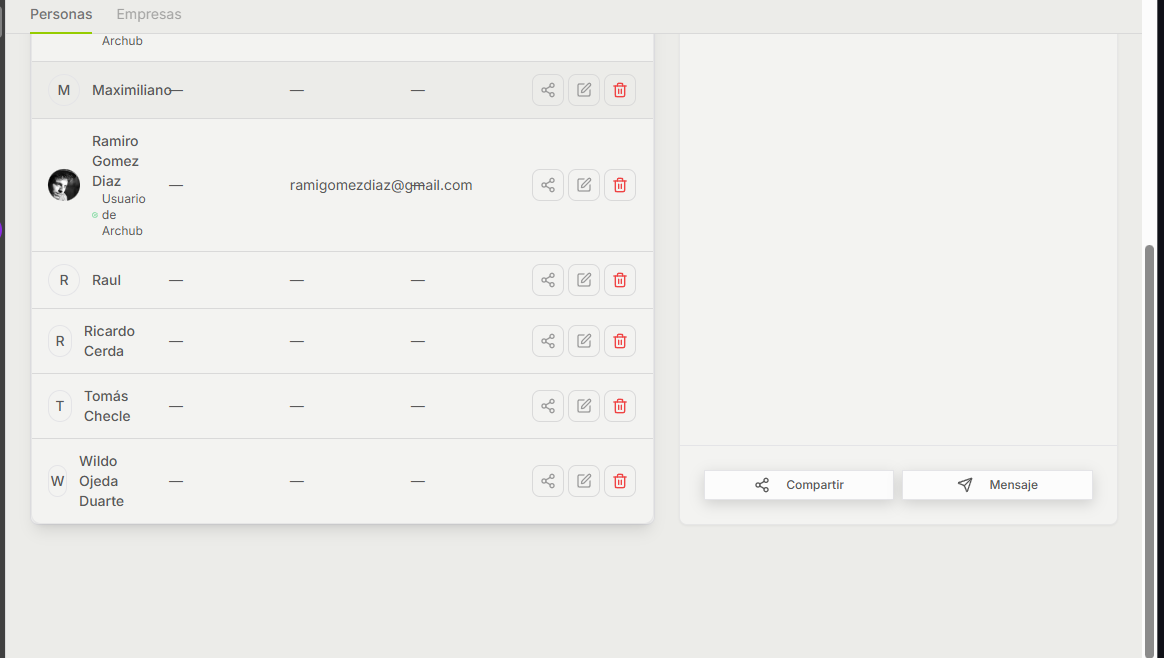 Personas Empresas
Archub
M Maximiliano — — —
Ramiro
Gomez
Diaz
Usuario
de
Archub
— ramigomezdiaz@gmail.com —
R Raul — — —
R Ricardo
Cerda
— — —
T Tomás
Checle
— — —
W Wildo
Ojeda
Duarte
— — —
Compartir Mensaje